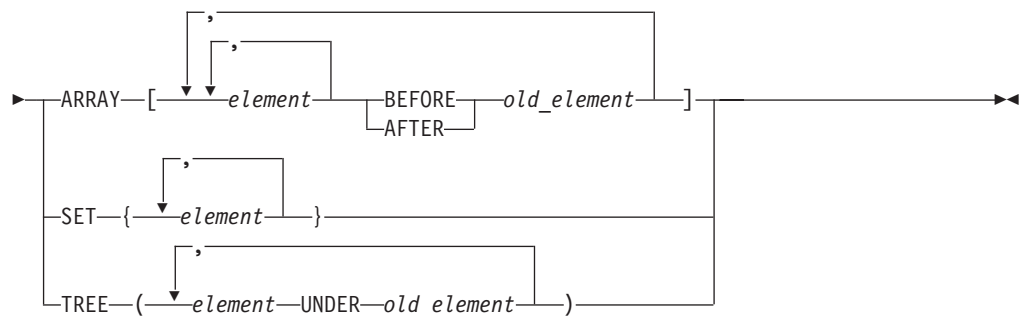 ,
,
ARRAY [ element BEFORE old_element ]
AFTER
,
SET { element }
,
TREE ( element UNDER old element )